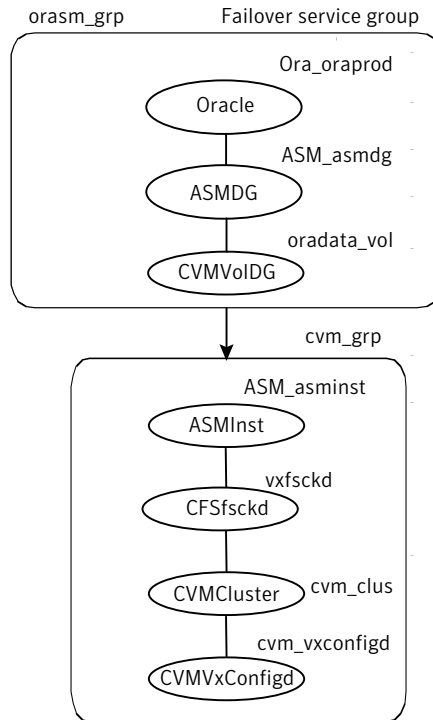 orasm_grp Failover service group
Ora_oraprod
Oracle
ASM_asmdg
ASMDG
oradata_vol
CVMVolDG
cvm_grp
ASM_asminst
ASMInst
vxfsckd
CFSfsckd
CVMCluster cvm_clus
cvm_vxconfigd
CVMVxConfigd